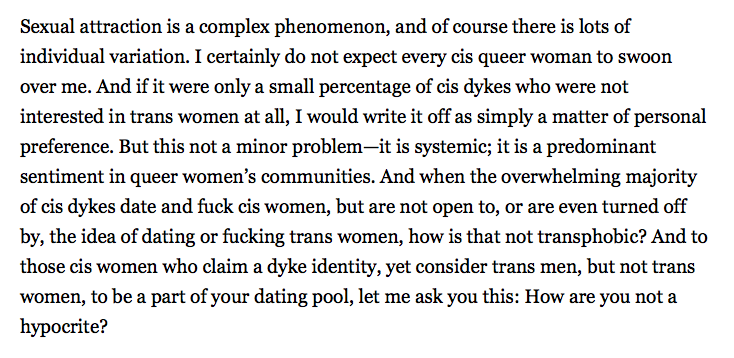 Sexual attraction is a complex phenomenon, and of course there is lots of
individual variation. I certainly do not expect every cis queer woman to swoon
over me. And if it were only a small percentage of cis dykes who were not
interested in trans women at all, I would write it off as simply a matter of personal
preference. But this not a minor problem—it is systemic; it is a predominant
sentiment in queer women’s communities. And when the overwhelming majority
of cis dykes date and fuck cis women, but are not open to, or are even turned off
by, the idea of dating or fucking trans women, how is that not transphobic? And to
those cis women who claim a dyke identity, yet consider trans men, but not trans
women, to be a part of your dating pool, let me ask you this: How are you not a
hypocrite?